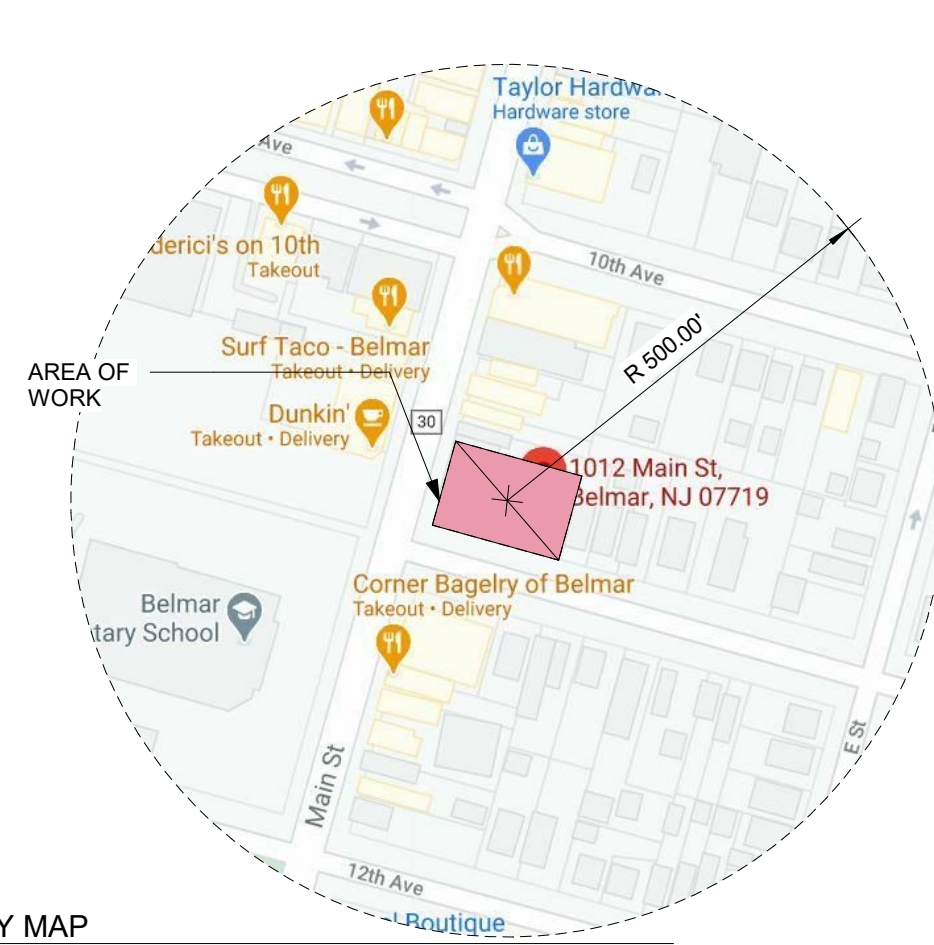 Taylor Hardwa
Hardware store
Ave
derici's on 10th
Takeout
10th Ave
R 500.00'
Surf Taco - Belmar
Takeout • Delivery
AREA OF
WORK
Dunkin'
Takeout • Delivery
30
1012 Main St,
Belmar, NJ 07719
Corner Bagelry of Belmar
Takeout • Delivery
Belmar
tary School
E St
Main St
12th Ave
l Boutique
Y MAP